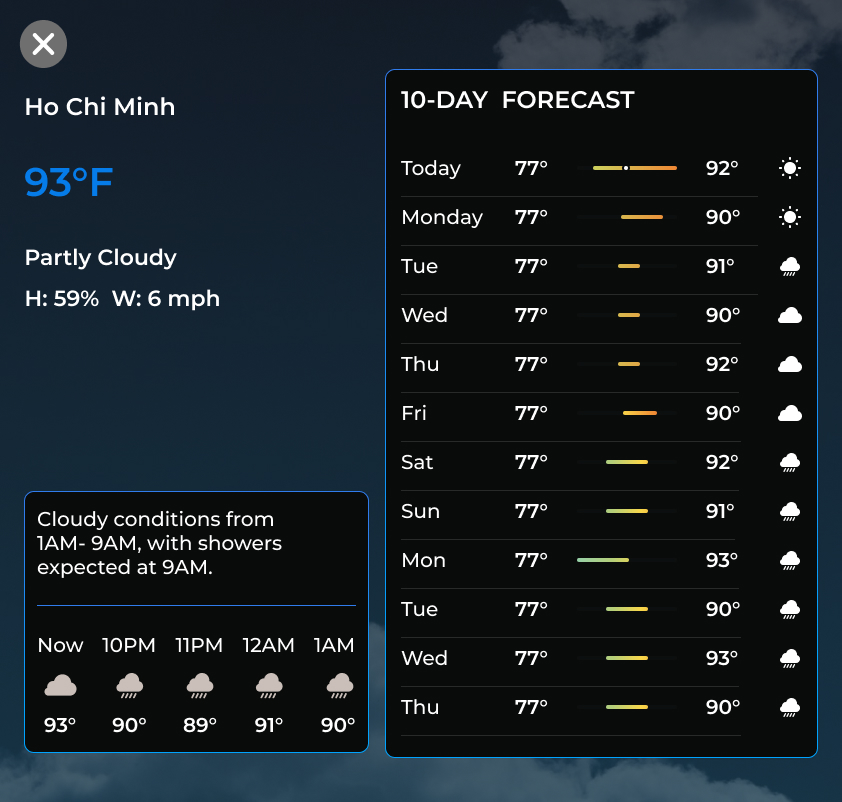 Ho Chi Minh
93°F
Partly Cloudy
H: 59% W: 6 mph
Cloudy conditions from
1AM- 9AM, with showers
expected at 9AM.
Now 10PM 11PM 12AM 1AM
93° 90° 89° 91° 90°
10-DAY FORECAST
Today 77° 92°
Monday 77° 90°
Tue 77° 91°
Wed 77° 90°
Thu 77° 92°
Fri 77° 90°
Sat 77° 92°
Sun 77° 91°
Mon 77° 93°
Tue 77° 90°
Wed 77° 93°
Thu 77° 90°